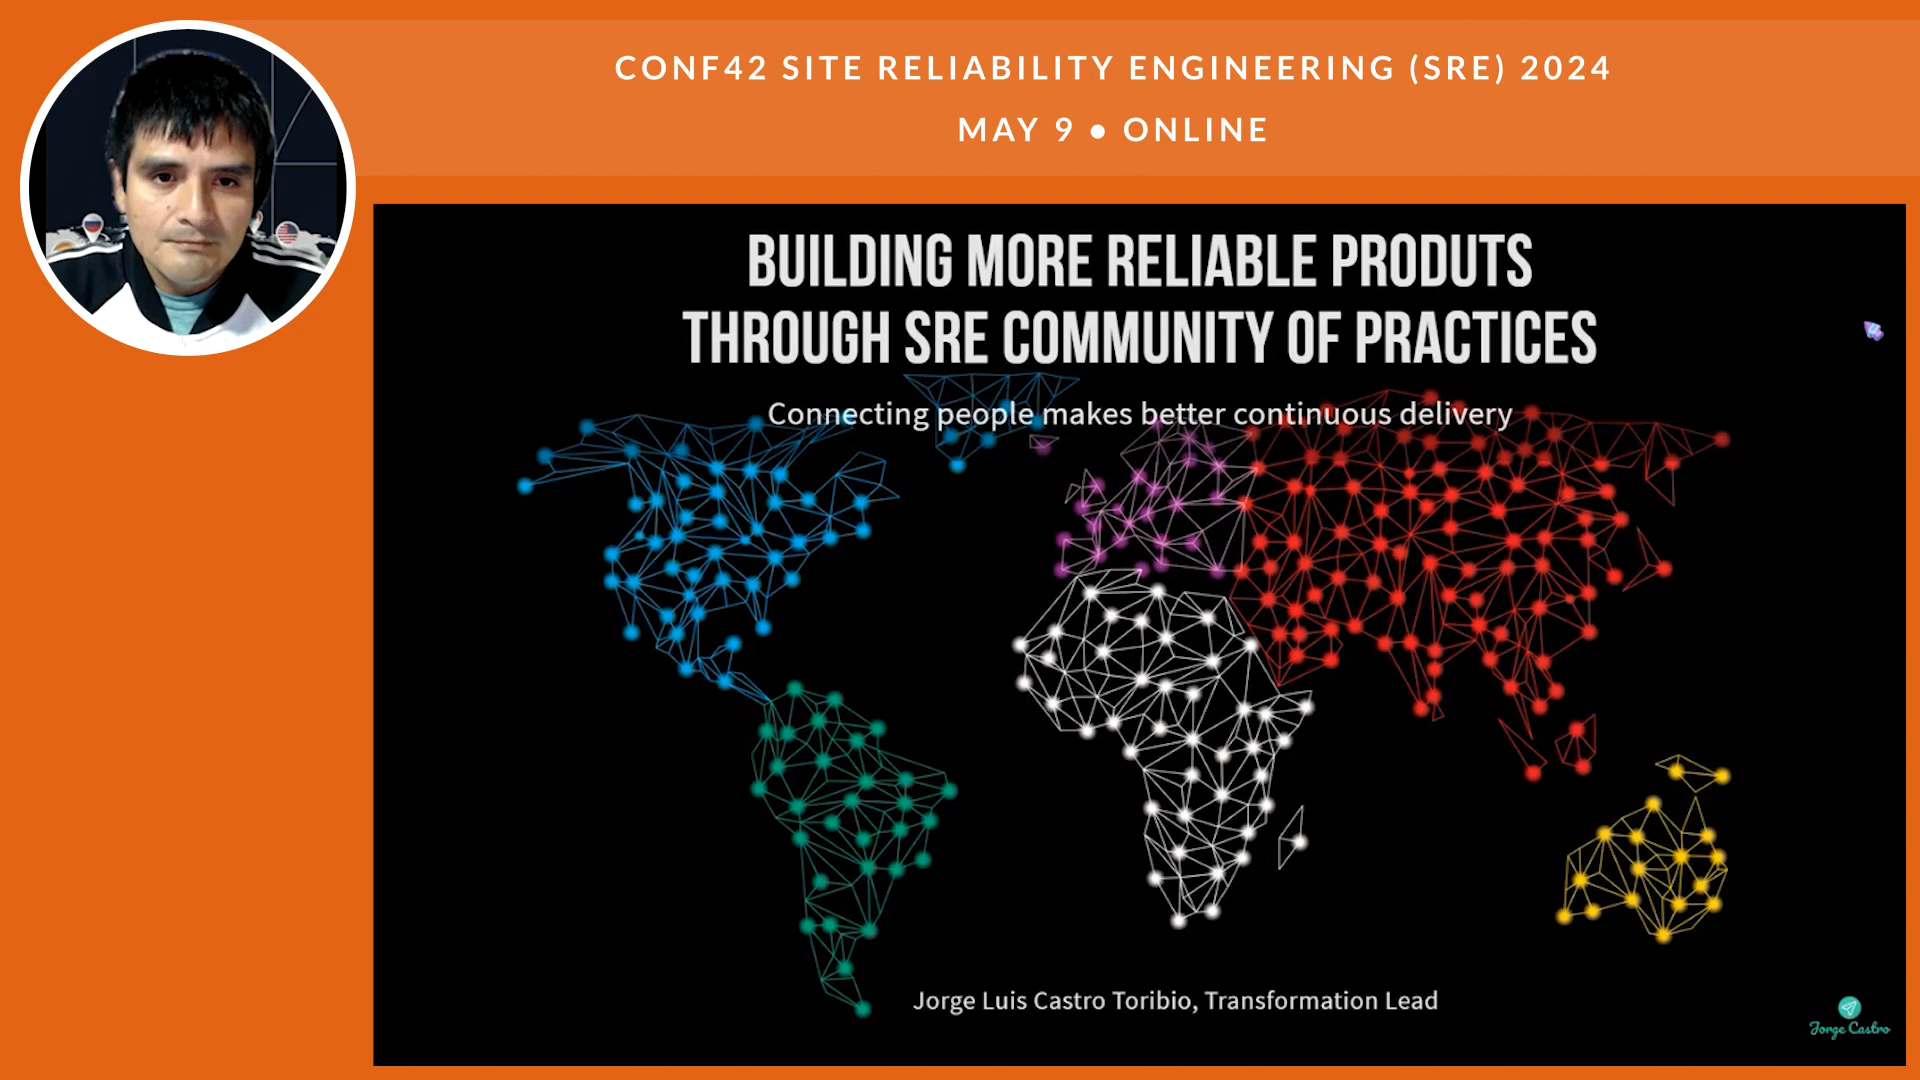 CONF42 SITE RELIABILITY ENGINEERING (SRE) 2024
MAY 9 ● ONLINE
BUILDING MORE RELIABLE PRODUTS
THROUGH SRE COMMUNITY OF PRACTICES
Connecting people makes better continuous delivery
Jorge Luis Castro Toribio, Transformation Lead
Jorge Castro